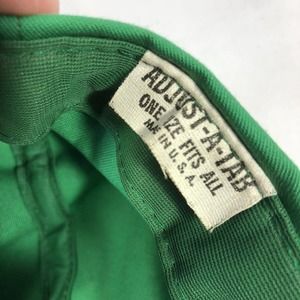 ADJUST-A-TAB
ONE SIZE FITS ALL
MADE IN U.S.A.